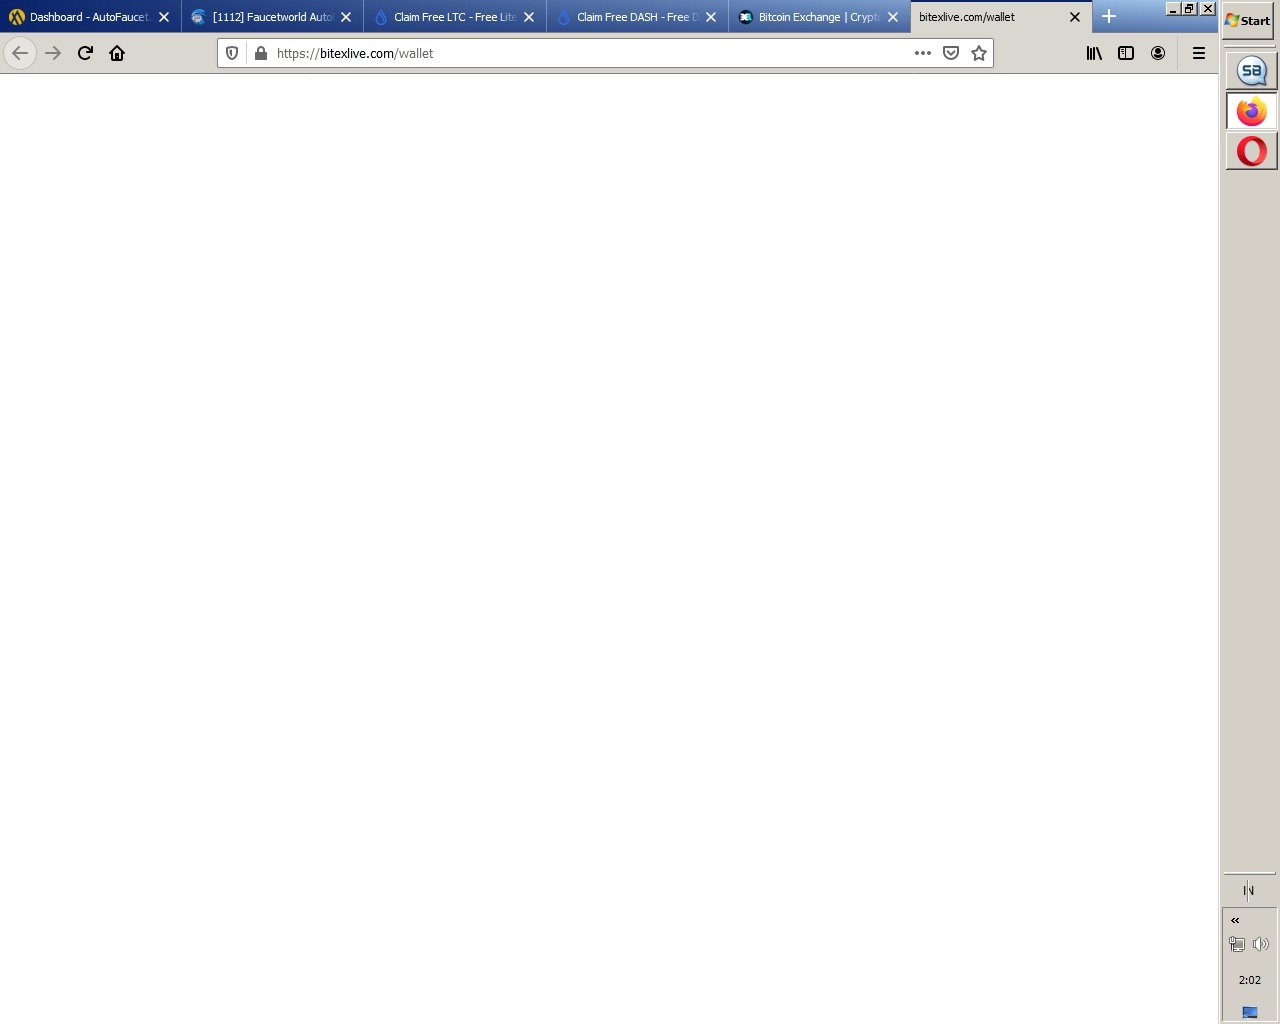 Dashboard - AutoFaucet
[1112] Faucetworld Auto
Claim Free LTC - Free Lite
Claim Free DASH - Free D
Bitcoin Exchange | Crypto
bitexlive.com/wallet
Start
https://bitexlive.com/wallet
SB
IN
2:02